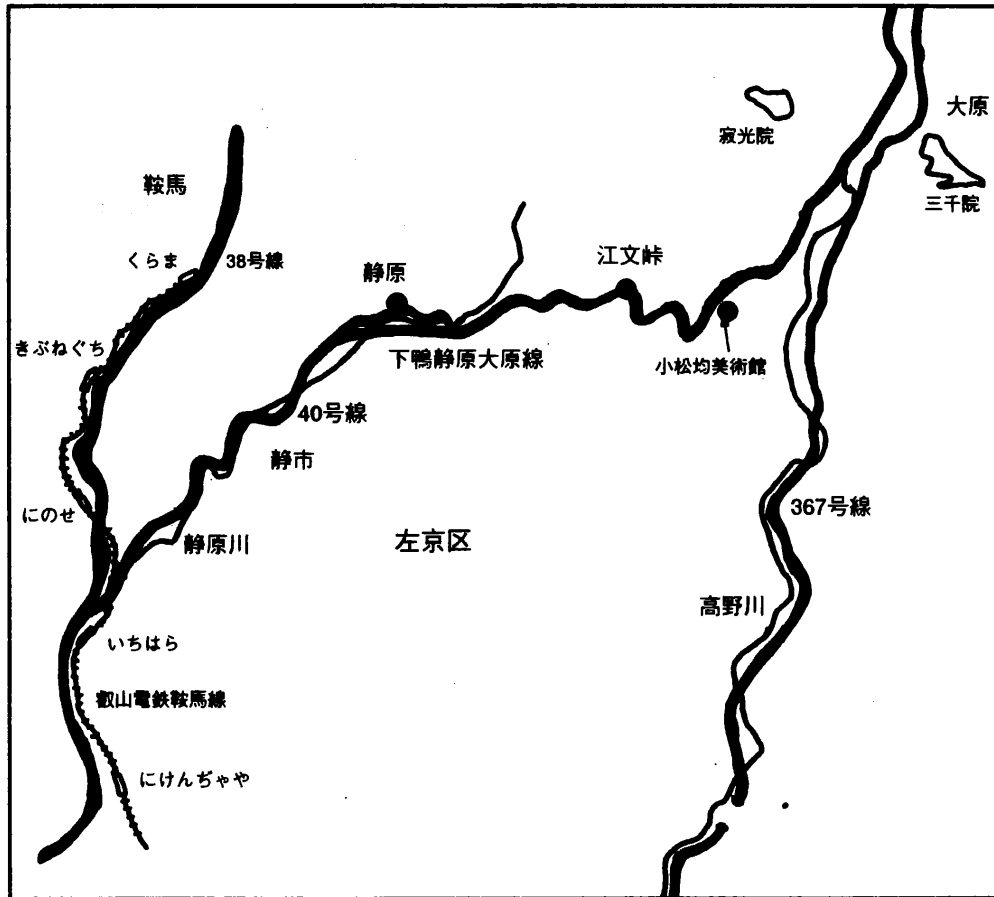 大原
寂光院
三千院
鞍馬
くらま
38号線
静原
江文峠
きぶねぐち
下鴨静原大原線
小松均美術館
40号線
静市
にのせ
静原川
左京区
367号線
高野川
いちはら
叡山電鉄鞍馬線
にけんぢゃや